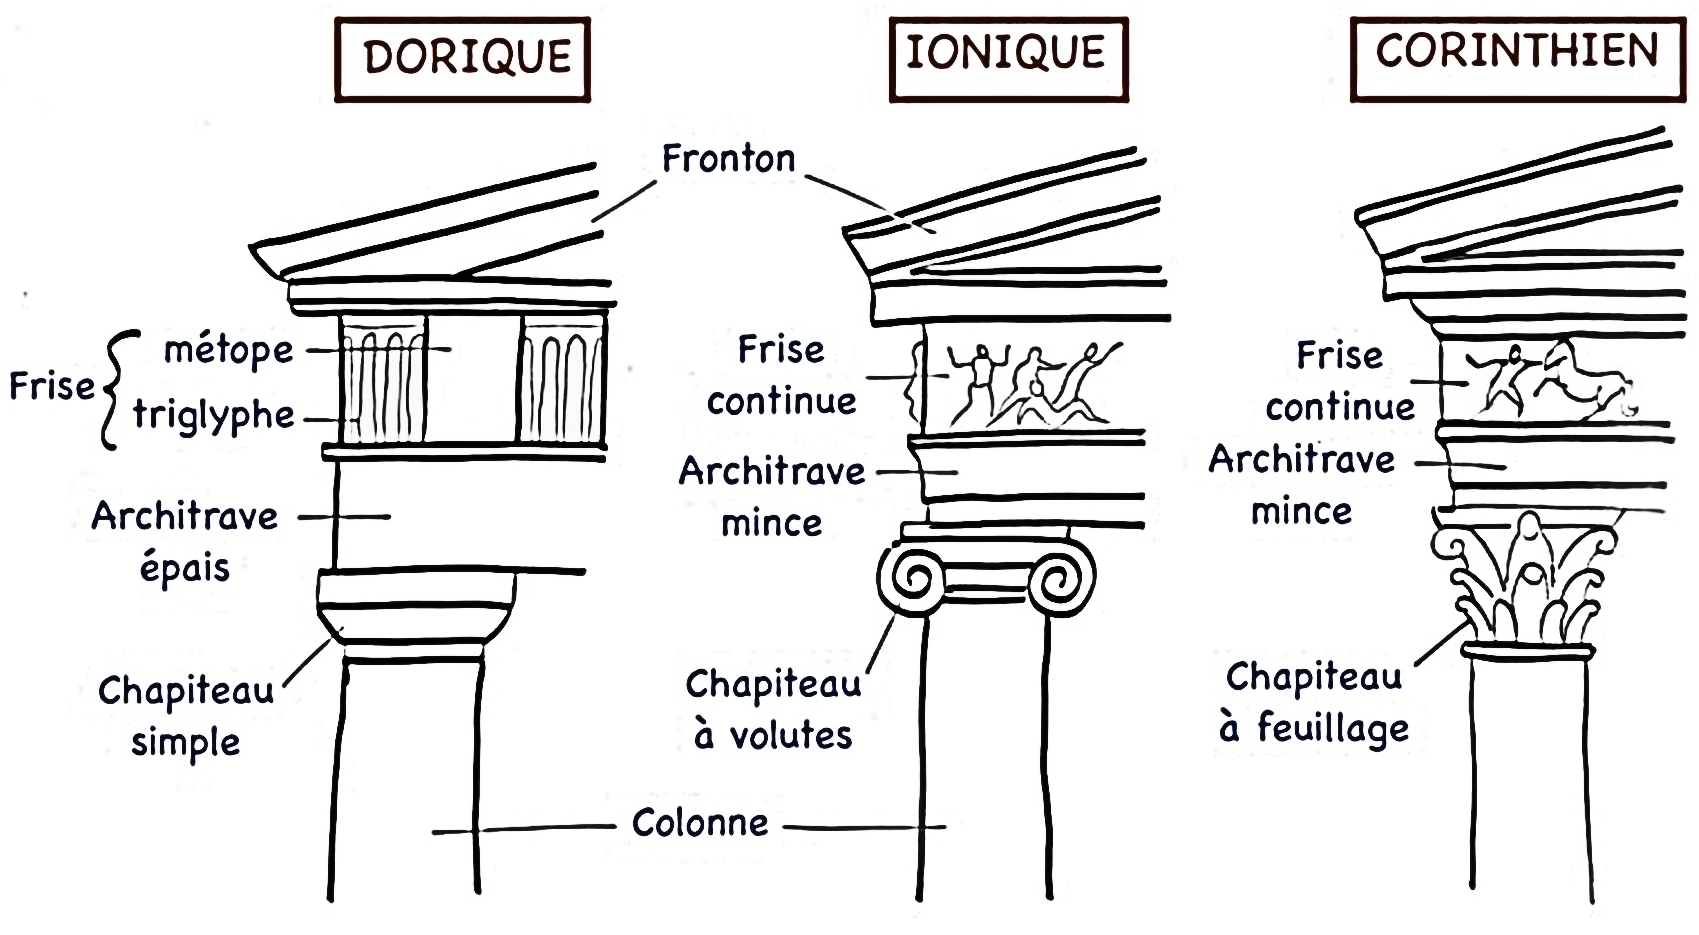 DORIQUE
IONIQUE
CORINTHIEN
Fronton
métope
Frise
triglyphe
Architrave
épais
Chapiteau
simple
Frise
continue
Architrave
mince
Chapiteau
à volutes
Colonne
Frise
continue
Architrave
mince
Chapiteau
à feuillage